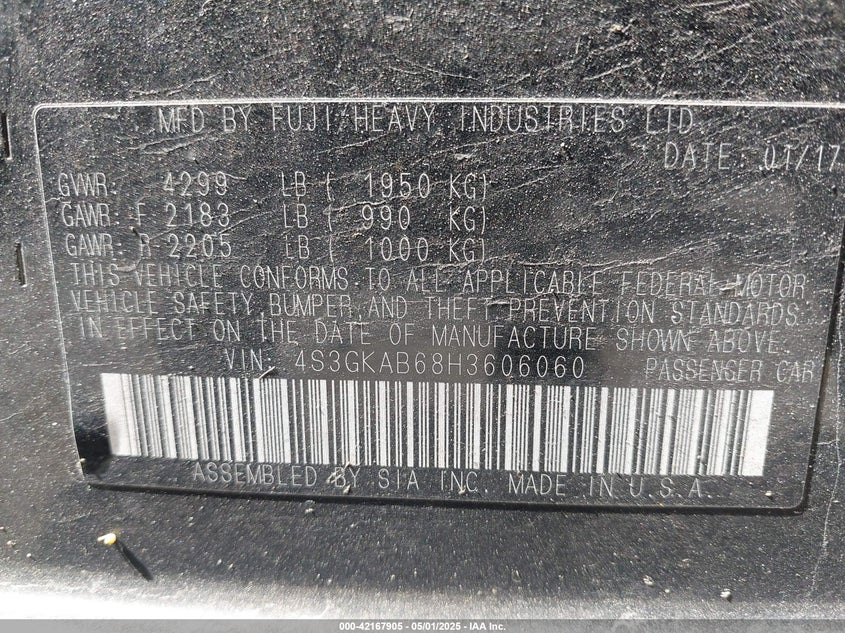 MFD BY FUJI HEAVY INDUSTRIES LTD.
DATE: 01/17
GVWR: 4299 LB ( 1950 KG)
GAWR: F 2183 LB ( 990 KG)
GAWR: R 2205 LB ( 1000 KG)
THIS VEHICLE CONFORMS TO ALL APPLICABLE FEDERAL MOTOR
VEHICLE SAFETY, BUMPER, AND THEFT PREVENTION STANDARDS
IN EFFECT ON THE DATE OF MANUFACTURE SHOWN ABOVE.
VIN: 4S3GKAB68H3606060 PASSENGER CAR
ASSEMBLED BY SIA INC. MADE IN U.S.A.
000-42167905 - 05/01/2025 - IAA Inc.